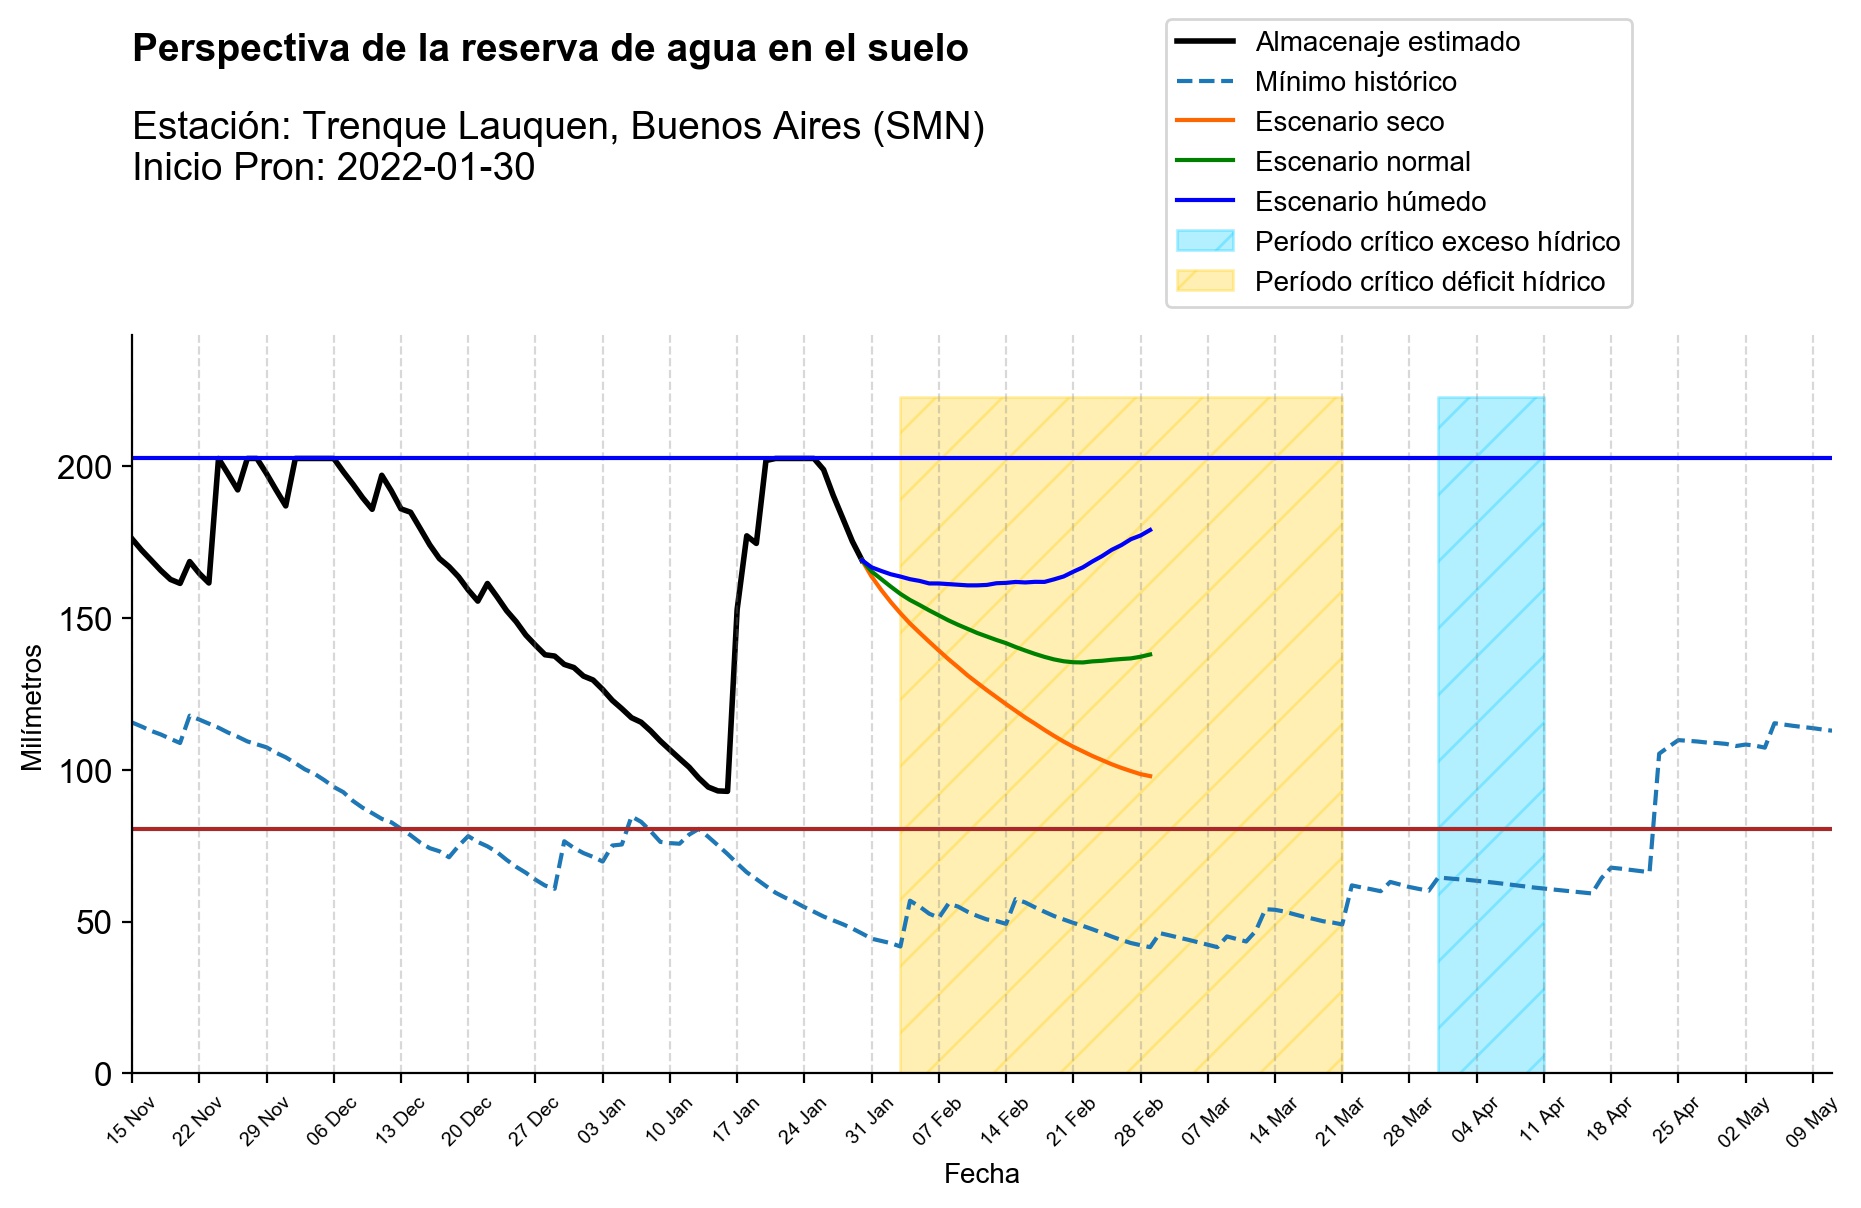 Perspectiva de la reserva de agua en el suelo
Estación: Trenque Lauquen, Buenos Aires (SMN)
Inicio Pron: 2022-01-30
Almacenaje estimado
Mínimo histórico
Escenario seco
Escenario normal
Escenario húmedo
Período crítico exceso hídrico
Período crítico déficit hídrico
Milímetros
200
150
100
50
0
15 Nov
22 Nov
29 Nov
06 Dec
13 Dec
20 Dec
27 Dec
03 Jan
10 Jan
17 Jan
24 Jan
31 Jan
07 Feb
14 Feb
21 Feb
28 Feb
07 Mar
14 Mar
21 Mar
28 Mar
04 Apr
11 Apr
18 Apr
25 Apr
02 May
09 May
Fecha